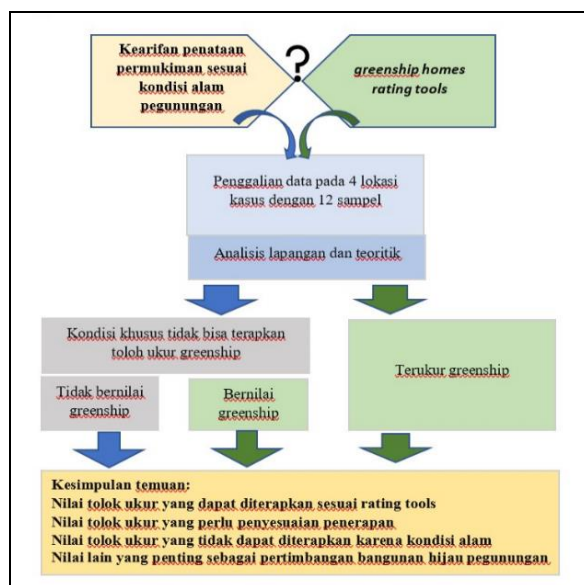 Kearifan penataan
permukiman sesuai
kondisi alam
pegunungan
?
greenship homes
rating tools
Penggalian data pada 4 lokasi
kasus dengan 12 sampel
Analisis lapangan dan teoritik
Kondisi khusus tidak bisa terapkan
toloh ukur greenship
Tidak bernilai
greenship
Bernilai
greenship
Terukur greenship
Kesimpulan temuan:
Nilai tolok ukur yang dapat diterapkan sesuai rating tools
Nilai tolok ukur yang perlu penyesuaian penerapan
Nilai tolok ukur yang tidak dapat diterapkan karena kondisi alam
Nilai lain yang penting sebagai pertimbangan bangunan hijau pegunungan